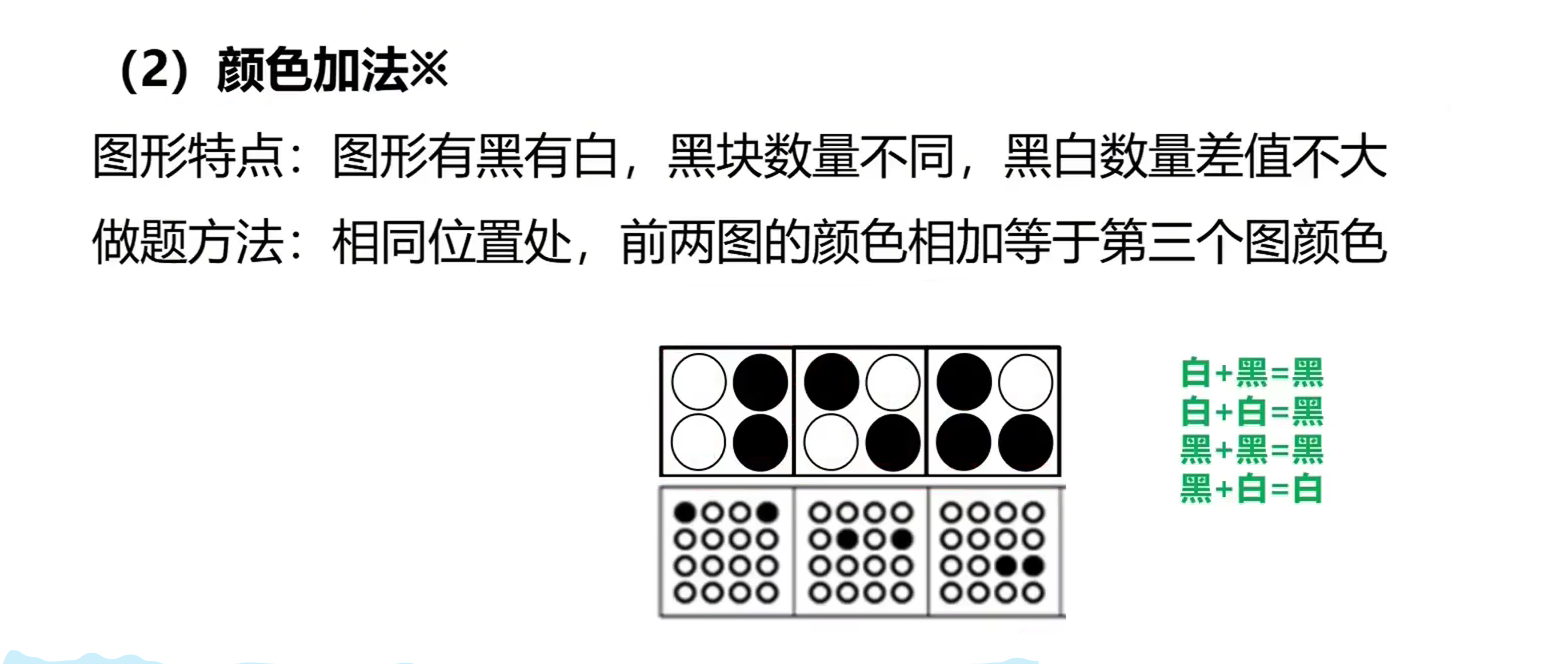 （2）颜色加法※
图形特点：图形有黑有白，黑块数量不同，黑白数量差值不大
做题方法：相同位置处，前两图的颜色相加等于第三个图颜色
白+黑=黑
白+白=黑
黑+黑=黑
黑+白=白